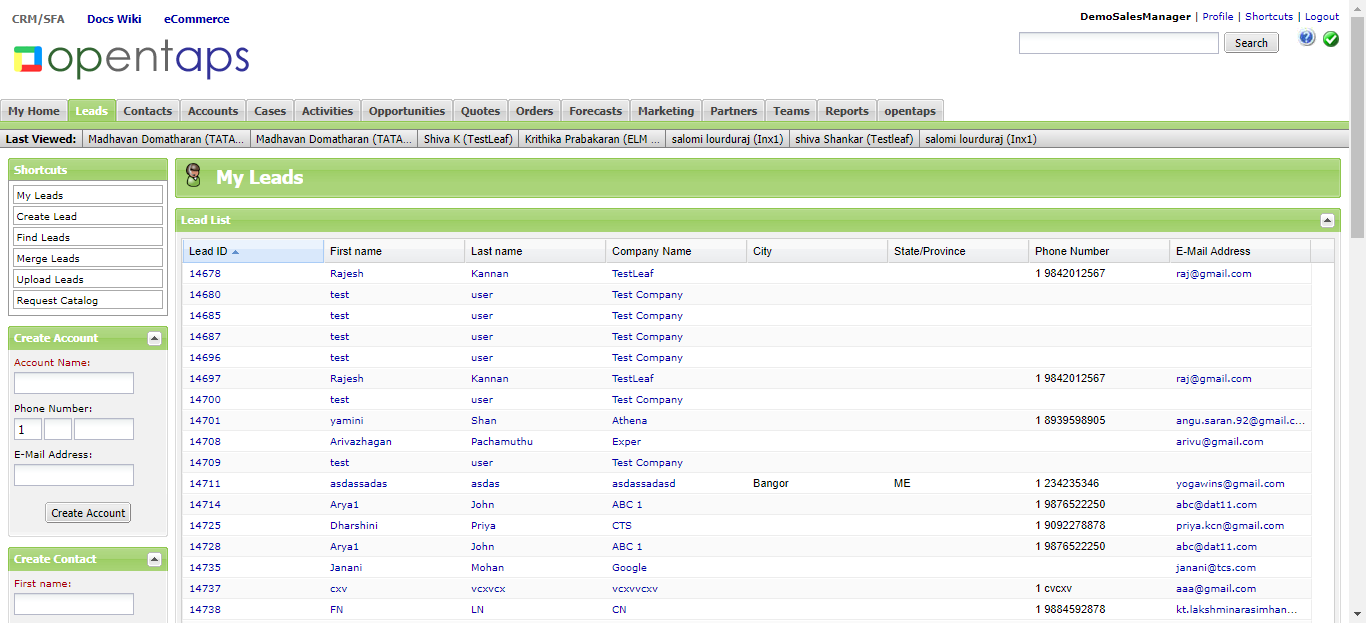 CRM/SFA Docs Wiki eCommerce
DemoSalesManager | Profile | Shortcuts | Logout
opentaps
Search
My Home Leads Contacts Accounts Cases Activities Opportunities Quotes Orders Forecasts Marketing Partners Teams Reports opentaps
Last Viewed: Madhavan Domatharan (TATA... Madhavan Domatharan (TATA... Shiva K (TestLeaf) Krithika Prabakaran (ELM ... salomi lourduraj (Inx1) shiva Shankar (Testleaf) salomi lourduraj (Inx1)
Shortcuts
My Leads
Create Lead
Find Leads
Merge Leads
Upload Leads
Request Catalog
Create Account
Account Name:
Phone Number:
1
E-Mail Address:
Create Account
Create Contact
First name:
My Leads
Lead List
Lead ID First name Last name Company Name City State/Province Phone Number E-Mail Address
14678 Rajesh Kannan TestLeaf 1 9842012567 raj@gmail.com
14680 test user Test Company
14685 test user Test Company
14687 test user Test Company
14696 test user Test Company
14697 Rajesh Kannan TestLeaf 1 9842012567 raj@gmail.com
14700 test user Test Company
14701 yamini Shan Athena 1 8939598905 angu.saran.92@gmail.c...
14708 Arivazhagan Pachamuthu Exper arivu@gmail.com
14709 test user Test Company
14711 asdassadas asdas asdassadasd Bangor ME 1 234235346 yogawins@gmail.com
14714 Arya1 John ABC 1 1 9876522250 abc@dat11.com
14725 Dharshini Priya CTS 1 9092278878 priya.kcn@gmail.com
14728 Arya1 John ABC 1 1 9876522250 abc@dat11.com
14735 Janani Mohan Google janani@tcs.com
14737 cxv vcxvcx vcxvvcxv 1 cvcxv aaa@gmail.com
14738 FN LN CN 1 9884592878 kt.lakshminarasimhan...